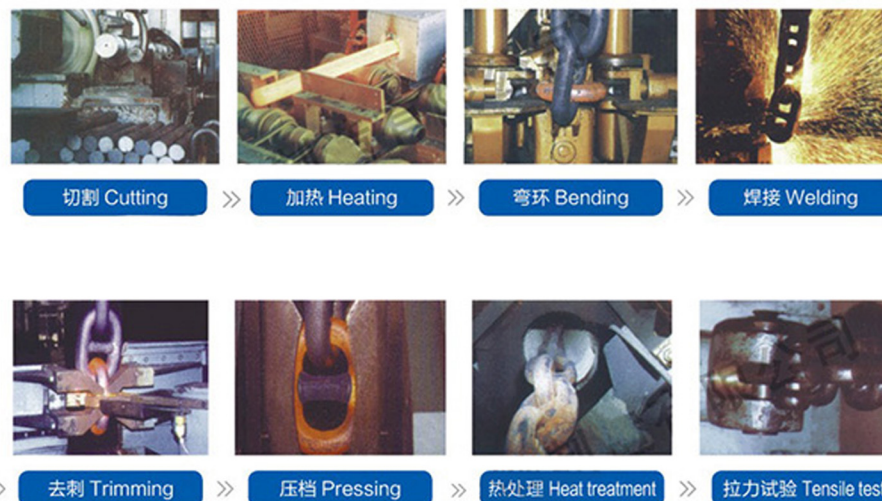 切割 Cutting
加热 Heating
弯环 Bending
焊接 Welding
去刺 Trimming
压档 Pressing
热处理 Heat treatment
拉力试验 Tensile test